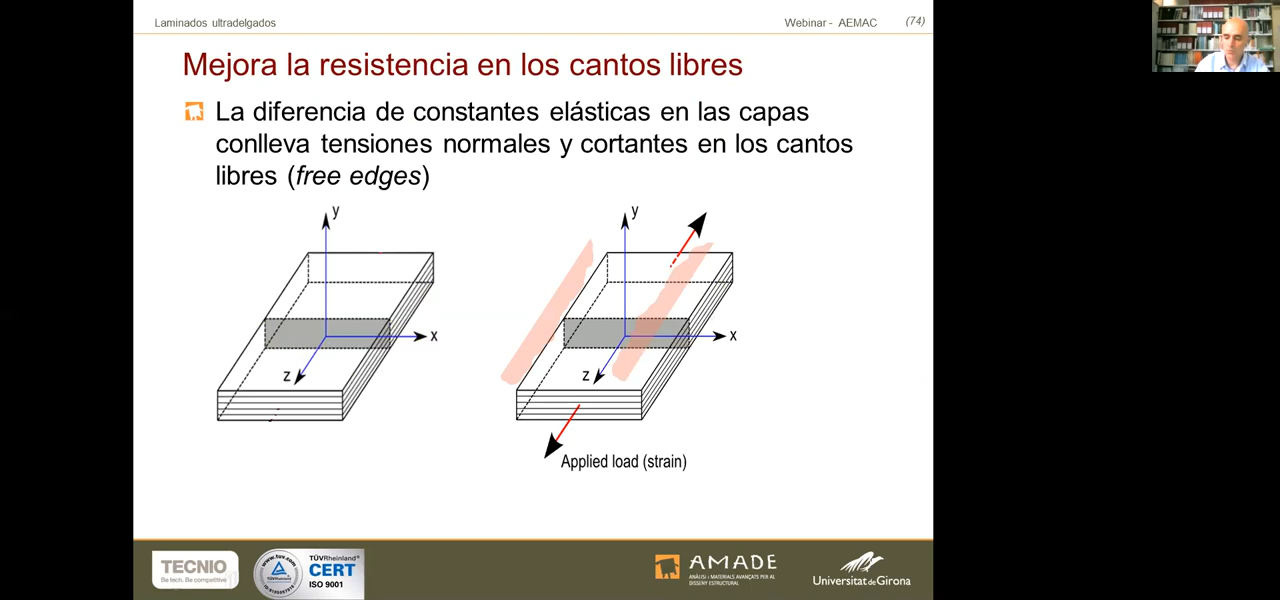 Laminados ultradelgados
Webinar - AEMAC
(74)
Mejora la resistencia en los cantos libres
La diferencia de constantes elásticas en las capas
conlleva tensiones normales y cortantes en los cantos
libres (free edges)
y
x
z
y
x
z
Applied load (strain)
TECNIO
Be tech. Be competitive
TÜVRheinland®
CERT
ISO 9001
AMADE
ANÀLISI i MATERIALS AVANÇATS PER AL
DISSENY ESTRUCTURAL
Universitat de Girona